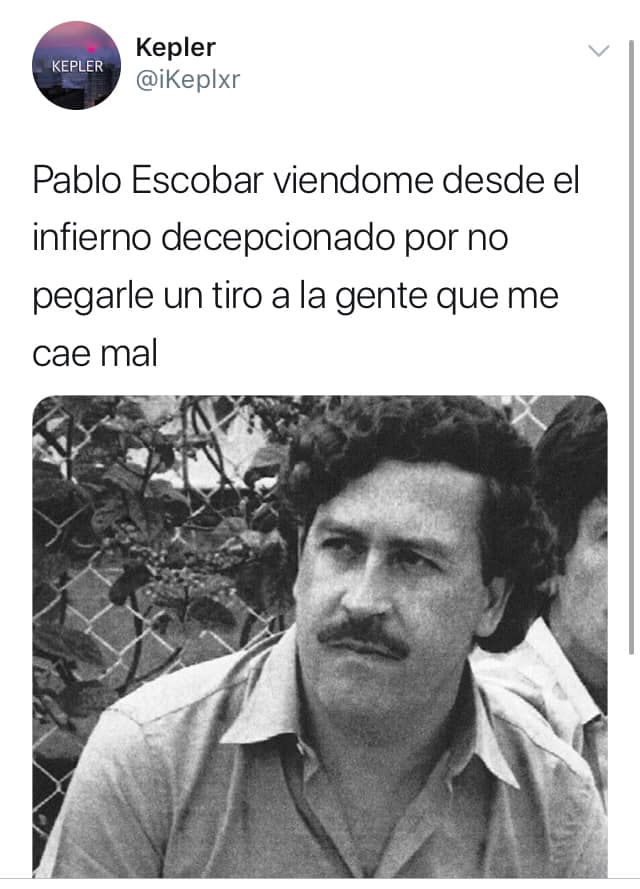 KEPLER
Kepler
@iKeplxr
Pablo Escobar viendome desde el
infierno decepcionado por no
pegarle un tiro a la gente que me
cae mal